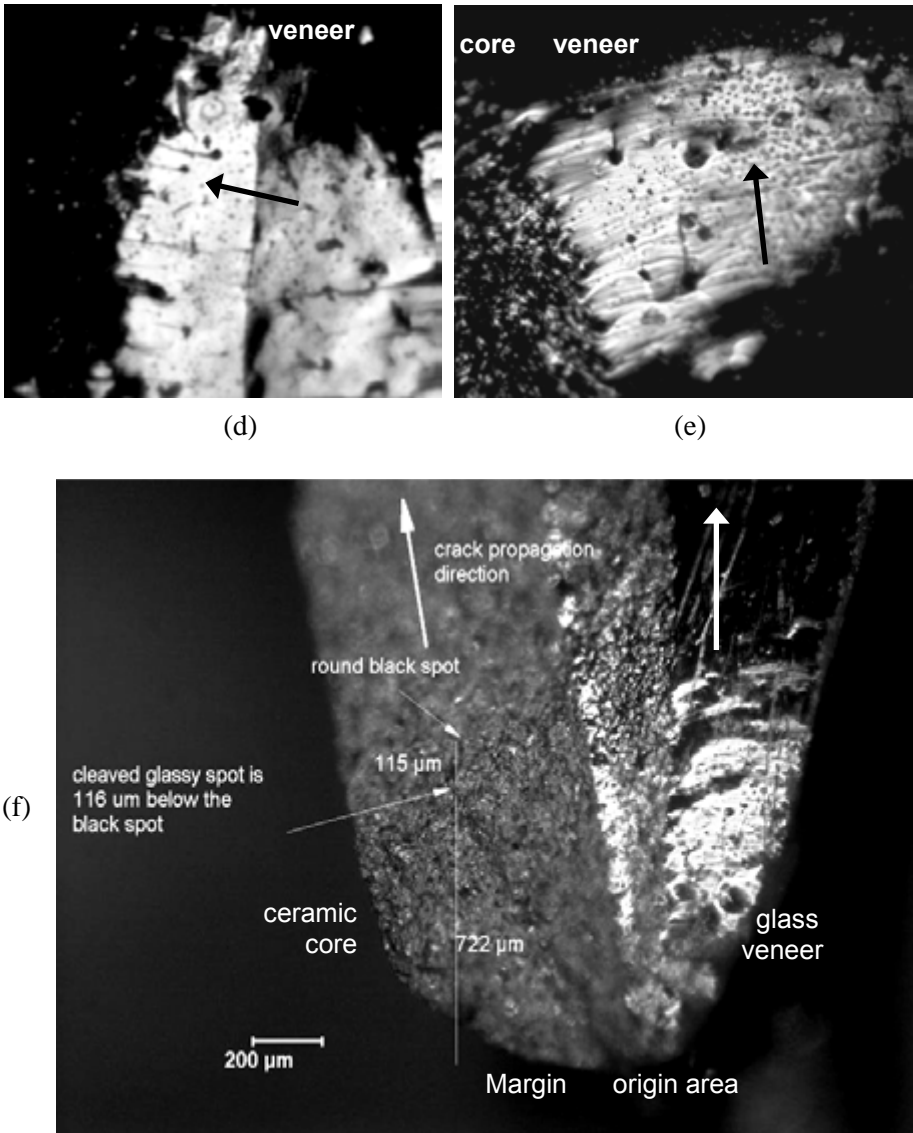 veneer
core veneer
(d)
(e)
crack propagation
direction
round black spot
115 µm
cleaved glassy spot is
116 um below the
black spot
(f)
ceramic
core
722 µm
glass
veneer
200 µm
Margin origin area